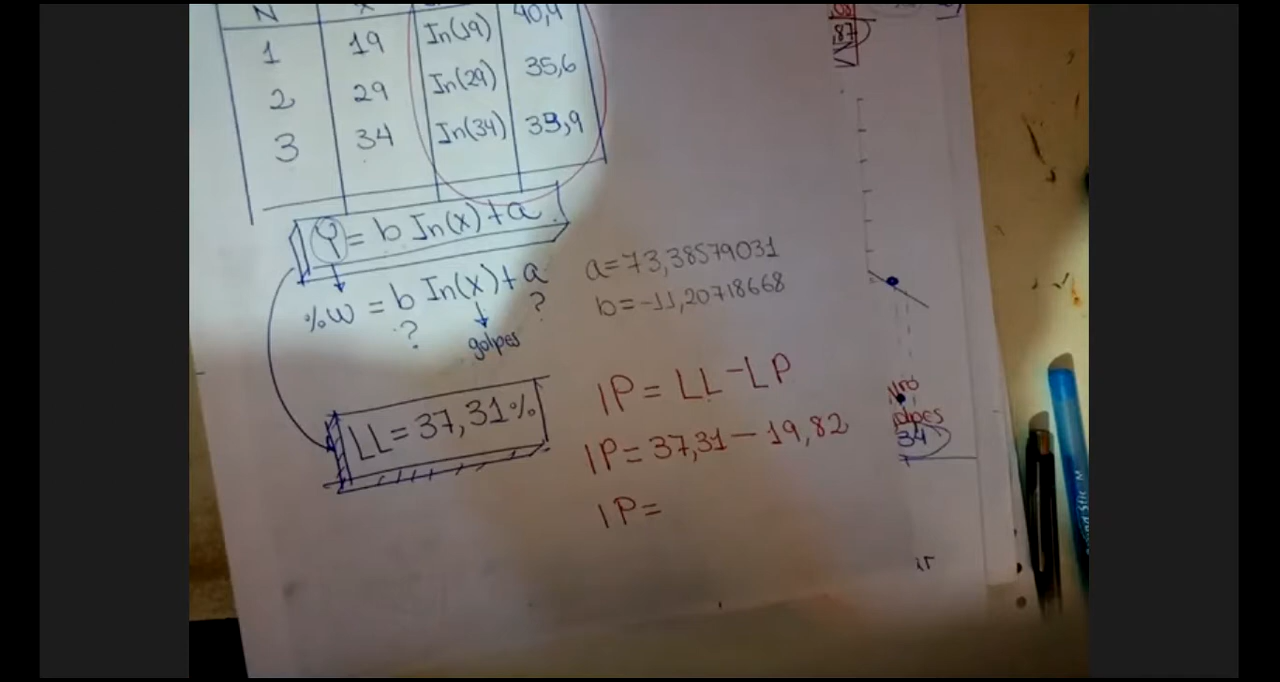 N X
1 19 In(19) 40,4
2 29 In(29) 35,6
3 34 In(34) 33,9
Y = b In(x) + a
%W = b In(x) + a
? golpes ?
a = 73,38579031
b = -11,20718668
LL = 37,31%
IP = LL - LP
IP = 37,31 - 19,82
IP =
Nro
golpes
34